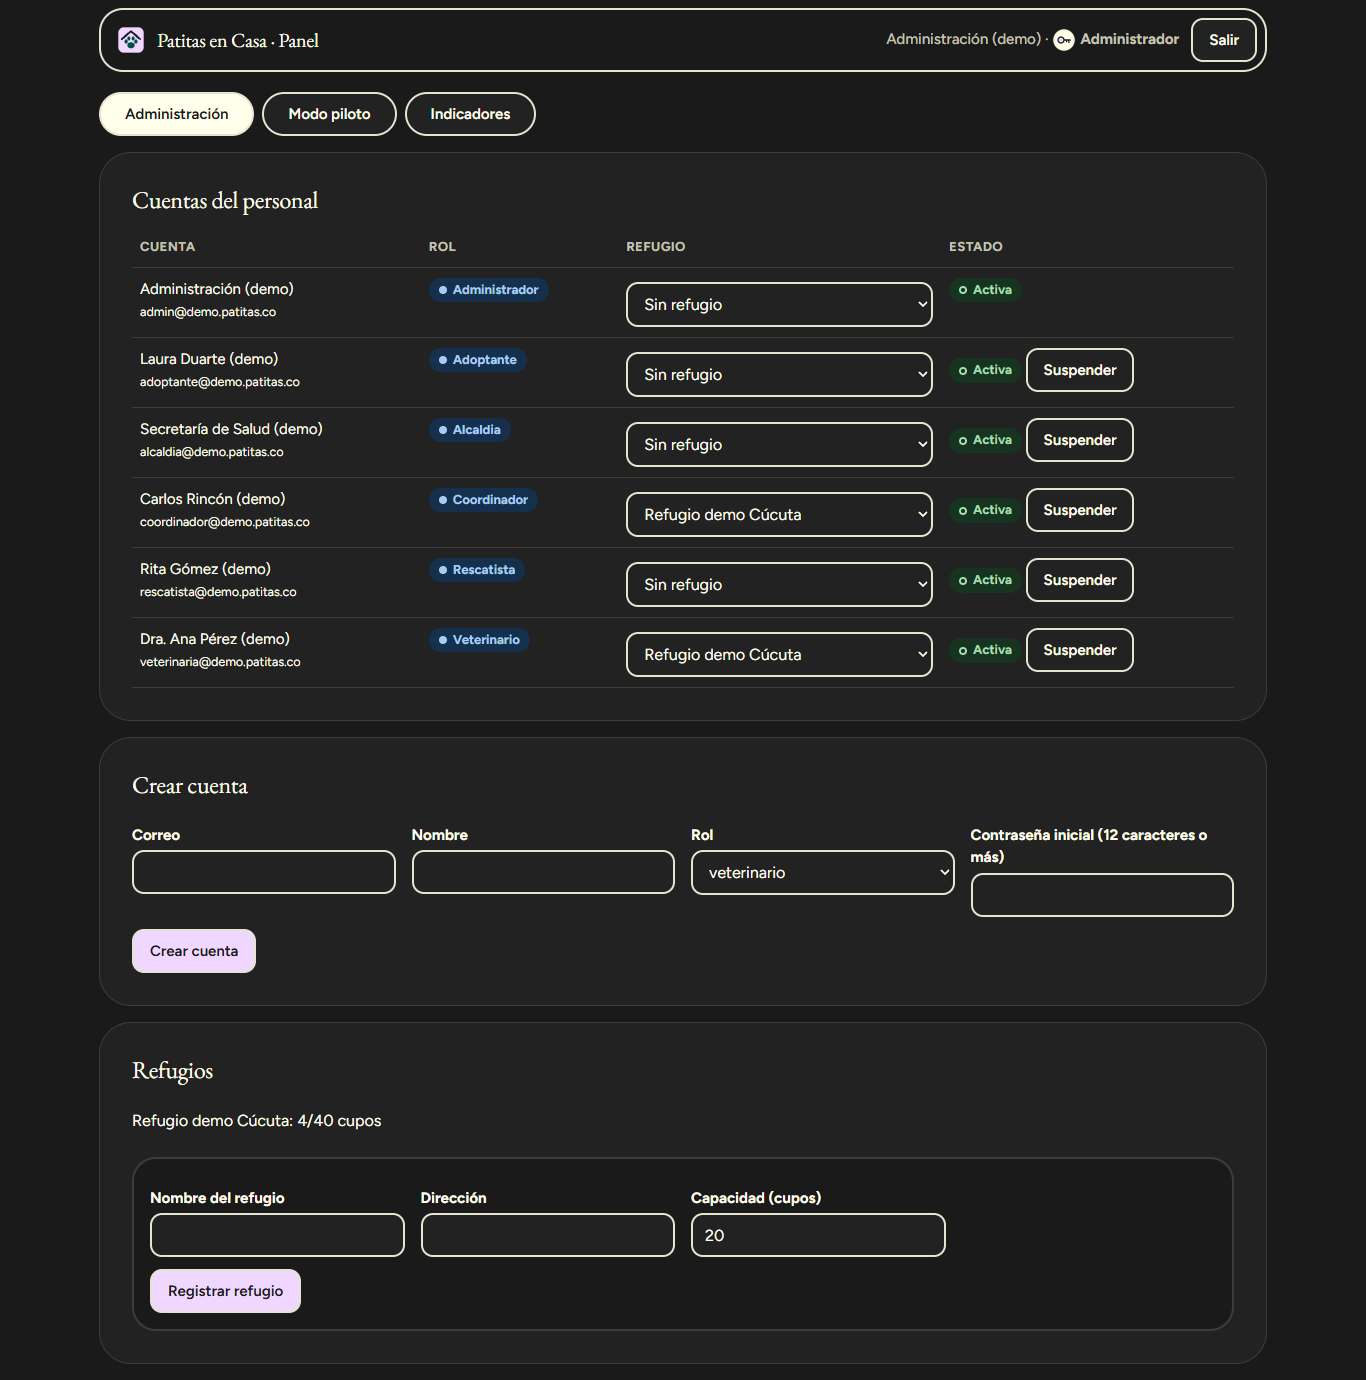 Patitas en Casa · Panel
Administración (demo) · Administrador
Salir
Administración
Modo piloto
Indicadores
Cuentas del personal
CUENTA ROL REFUGIO ESTADO
Administración (demo)
admin@demo.patitas.co
Administrador
Sin refugio
Activa
Laura Duarte (demo)
adoptante@demo.patitas.co
Adoptante
Sin refugio
Activa
Suspender
Secretaría de Salud (demo)
alcaldia@demo.patitas.co
Alcaldia
Sin refugio
Activa
Suspender
Carlos Rincón (demo)
coordinador@demo.patitas.co
Coordinador
Refugio demo Cúcuta
Activa
Suspender
Rita Gómez (demo)
rescatista@demo.patitas.co
Rescatista
Sin refugio
Activa
Suspender
Dra. Ana Pérez (demo)
veterinaria@demo.patitas.co
Veterinario
Refugio demo Cúcuta
Activa
Suspender
Crear cuenta
Correo
Nombre
Rol
veterinario
Contraseña inicial (12 caracteres o
más)
Crear cuenta
Refugios
Refugio demo Cúcuta: 4/40 cupos
Nombre del refugio
Dirección
Capacidad (cupos)
20
Registrar refugio